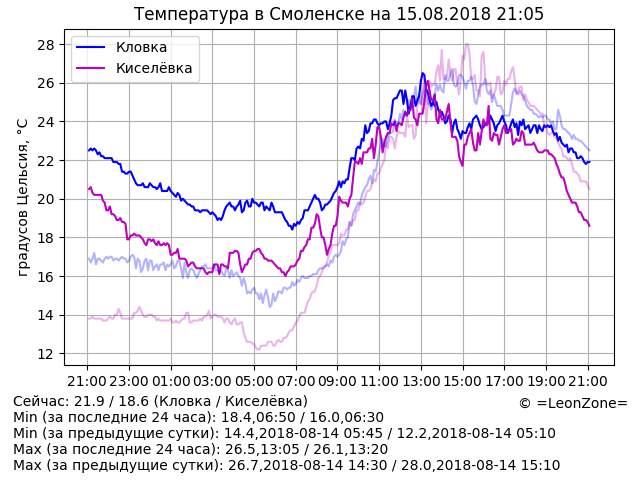 Температура в Смоленске на 15.08.2018 21:05
Кловка
Киселёвка
градусов Цельсия, °C
28
26
24
22
20
18
16
14
12
21:00 23:00 01:00 03:00 05:00 07:00 09:00 11:00 13:00 15:00 17:00 19:00 21:00
Сейчас: 21.9 / 18.6 (Кловка / Киселёвка)
© =LeonZone=
Min (за последние 24 часа): 18.4,06:50 / 16.0,06:30
Min (за предыдущие сутки): 14.4,2018-08-14 05:45 / 12.2,2018-08-14 05:10
Max (за последние 24 часа): 26.5,13:05 / 26.1,13:20
Max (за предыдущие сутки): 26.7,2018-08-14 14:30 / 28.0,2018-08-14 15:10